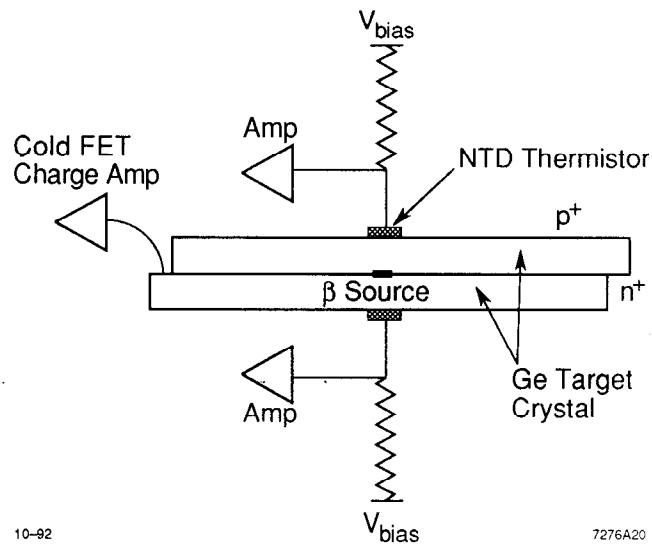 V_bias
Amp
Cold FET
Charge Amp
NTD Thermistor
p⁺
β Source
n⁺
Ge Target
Crystal
Amp
V_bias
10–92
7276A20